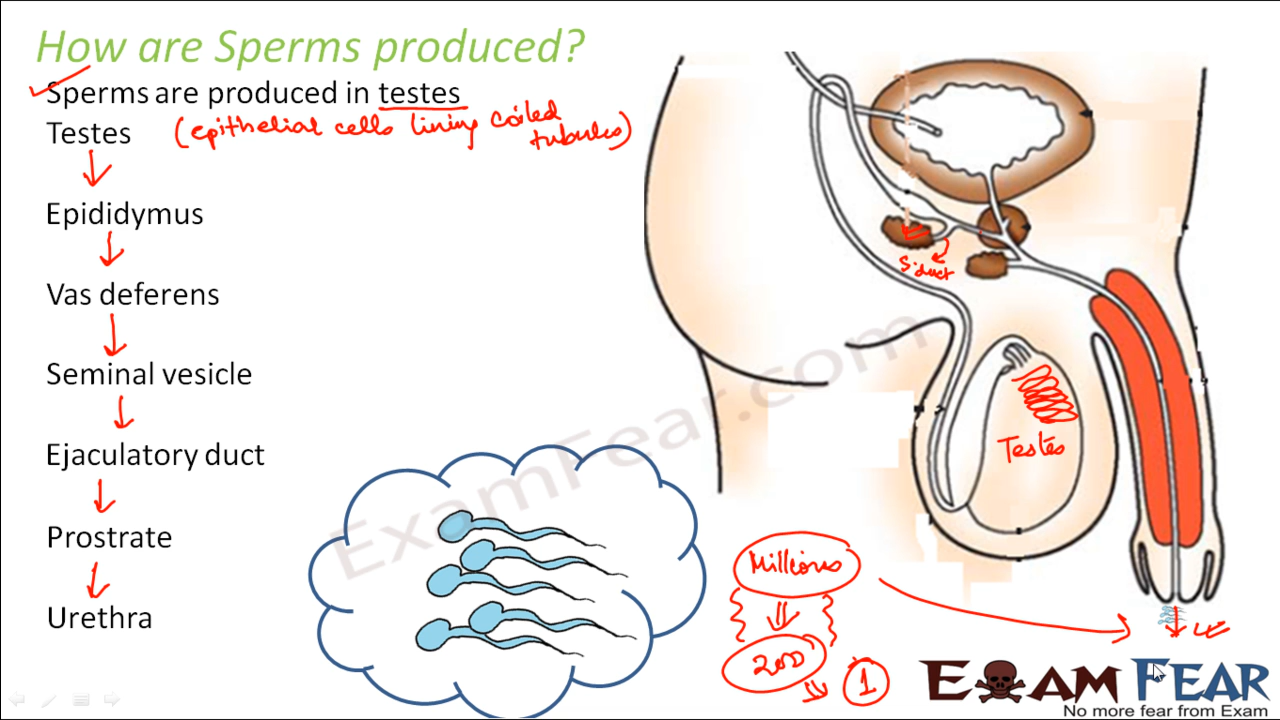 How are Sperms produced?
Sperms are produced in testes
Testes
(epithelial cells lining coiled
tubules)
Epididymus
Vas deferens
Seminal vesicle
Ejaculatory duct
Prostrate
Urethra
S.duct
Testes
Millions
200
1
ExamFear.com
EXAM FEAR
No more fear from Exam